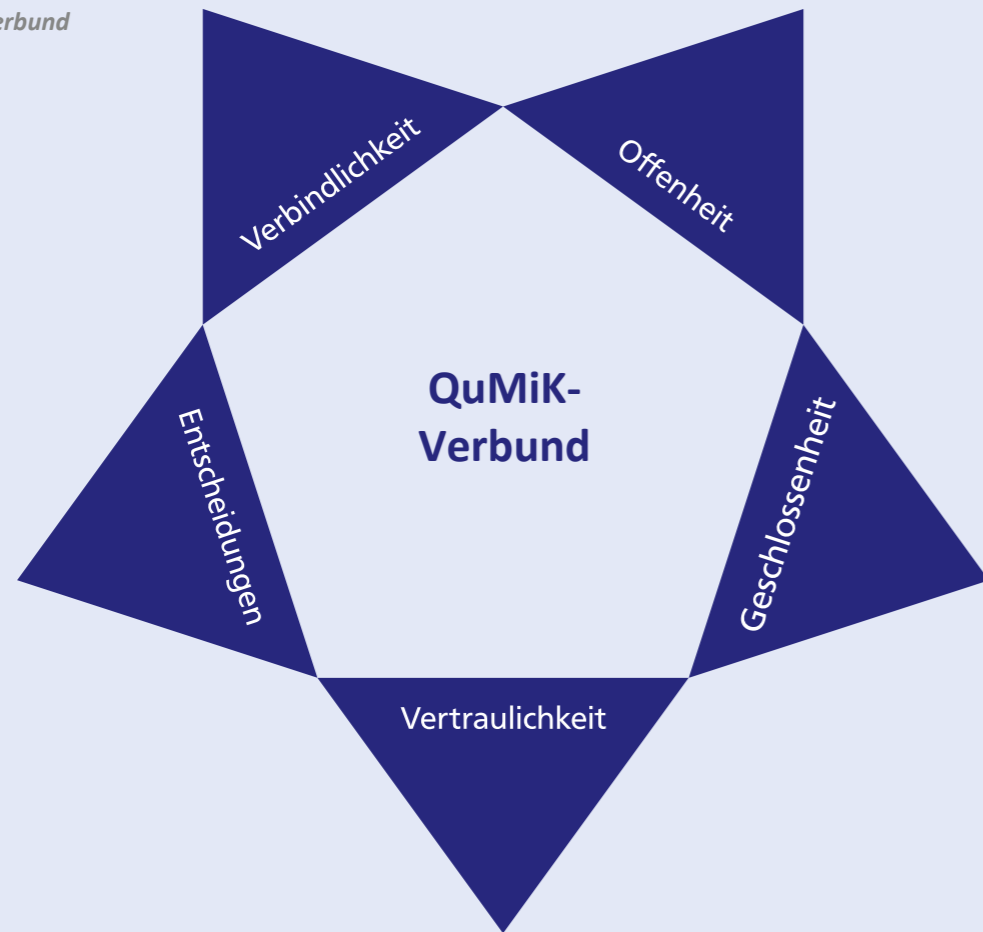 erbund
Verbindlichkeit
Offenheit
QuMiK-
Verbund
Entscheidungen
Geschlossenheit
Vertraulichkeit